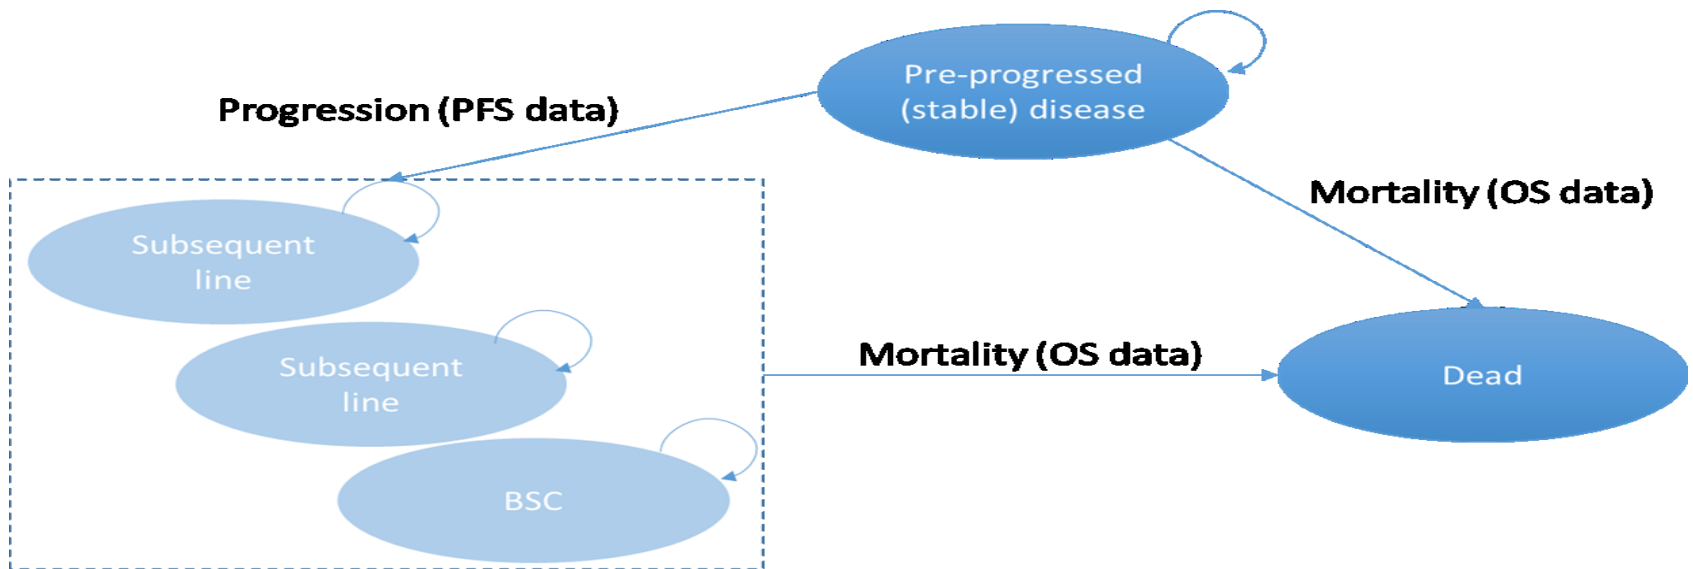 Pre-progressed
(stable) disease
Progression (PFS data)
Mortality (OS data)
Subsequent
line
Subsequent
line
Mortality (OS data)
Dead
BSC